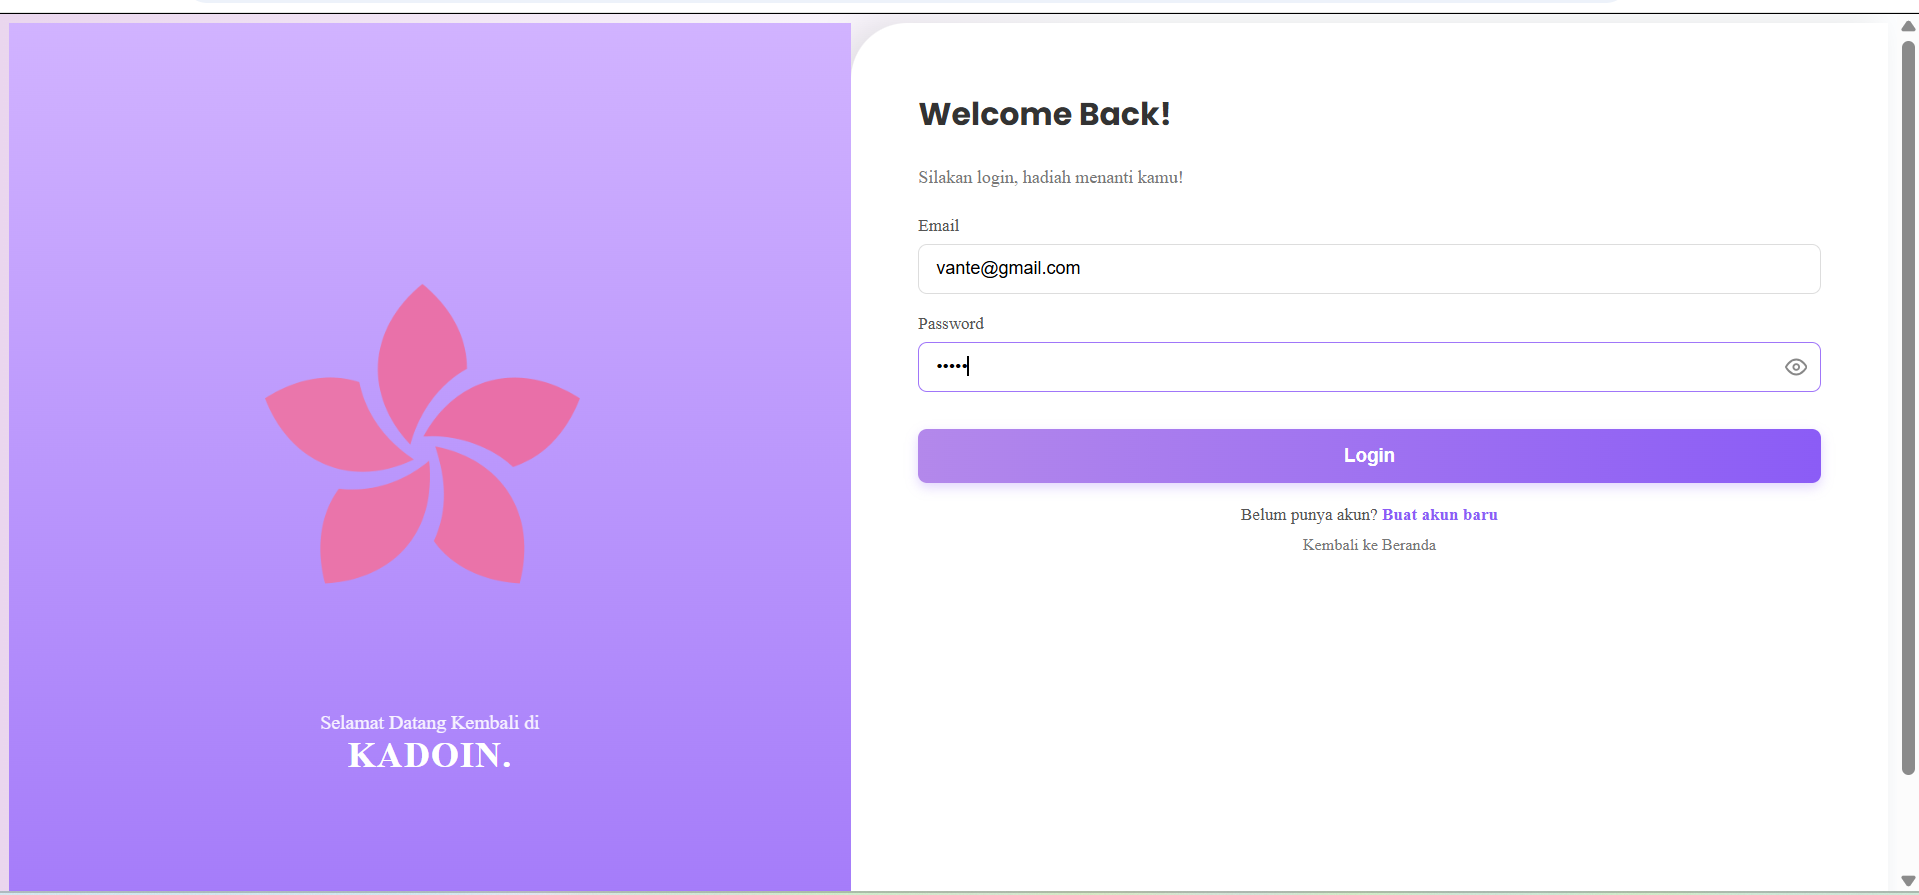 Welcome Back!
Silakan login, hadiah menanti kamu!
Email
vante@gmail.com
Password
•••••
Login
Belum punya akun? Buat akun baru
Kembali ke Beranda
Selamat Datang Kembali di
KADOIN.